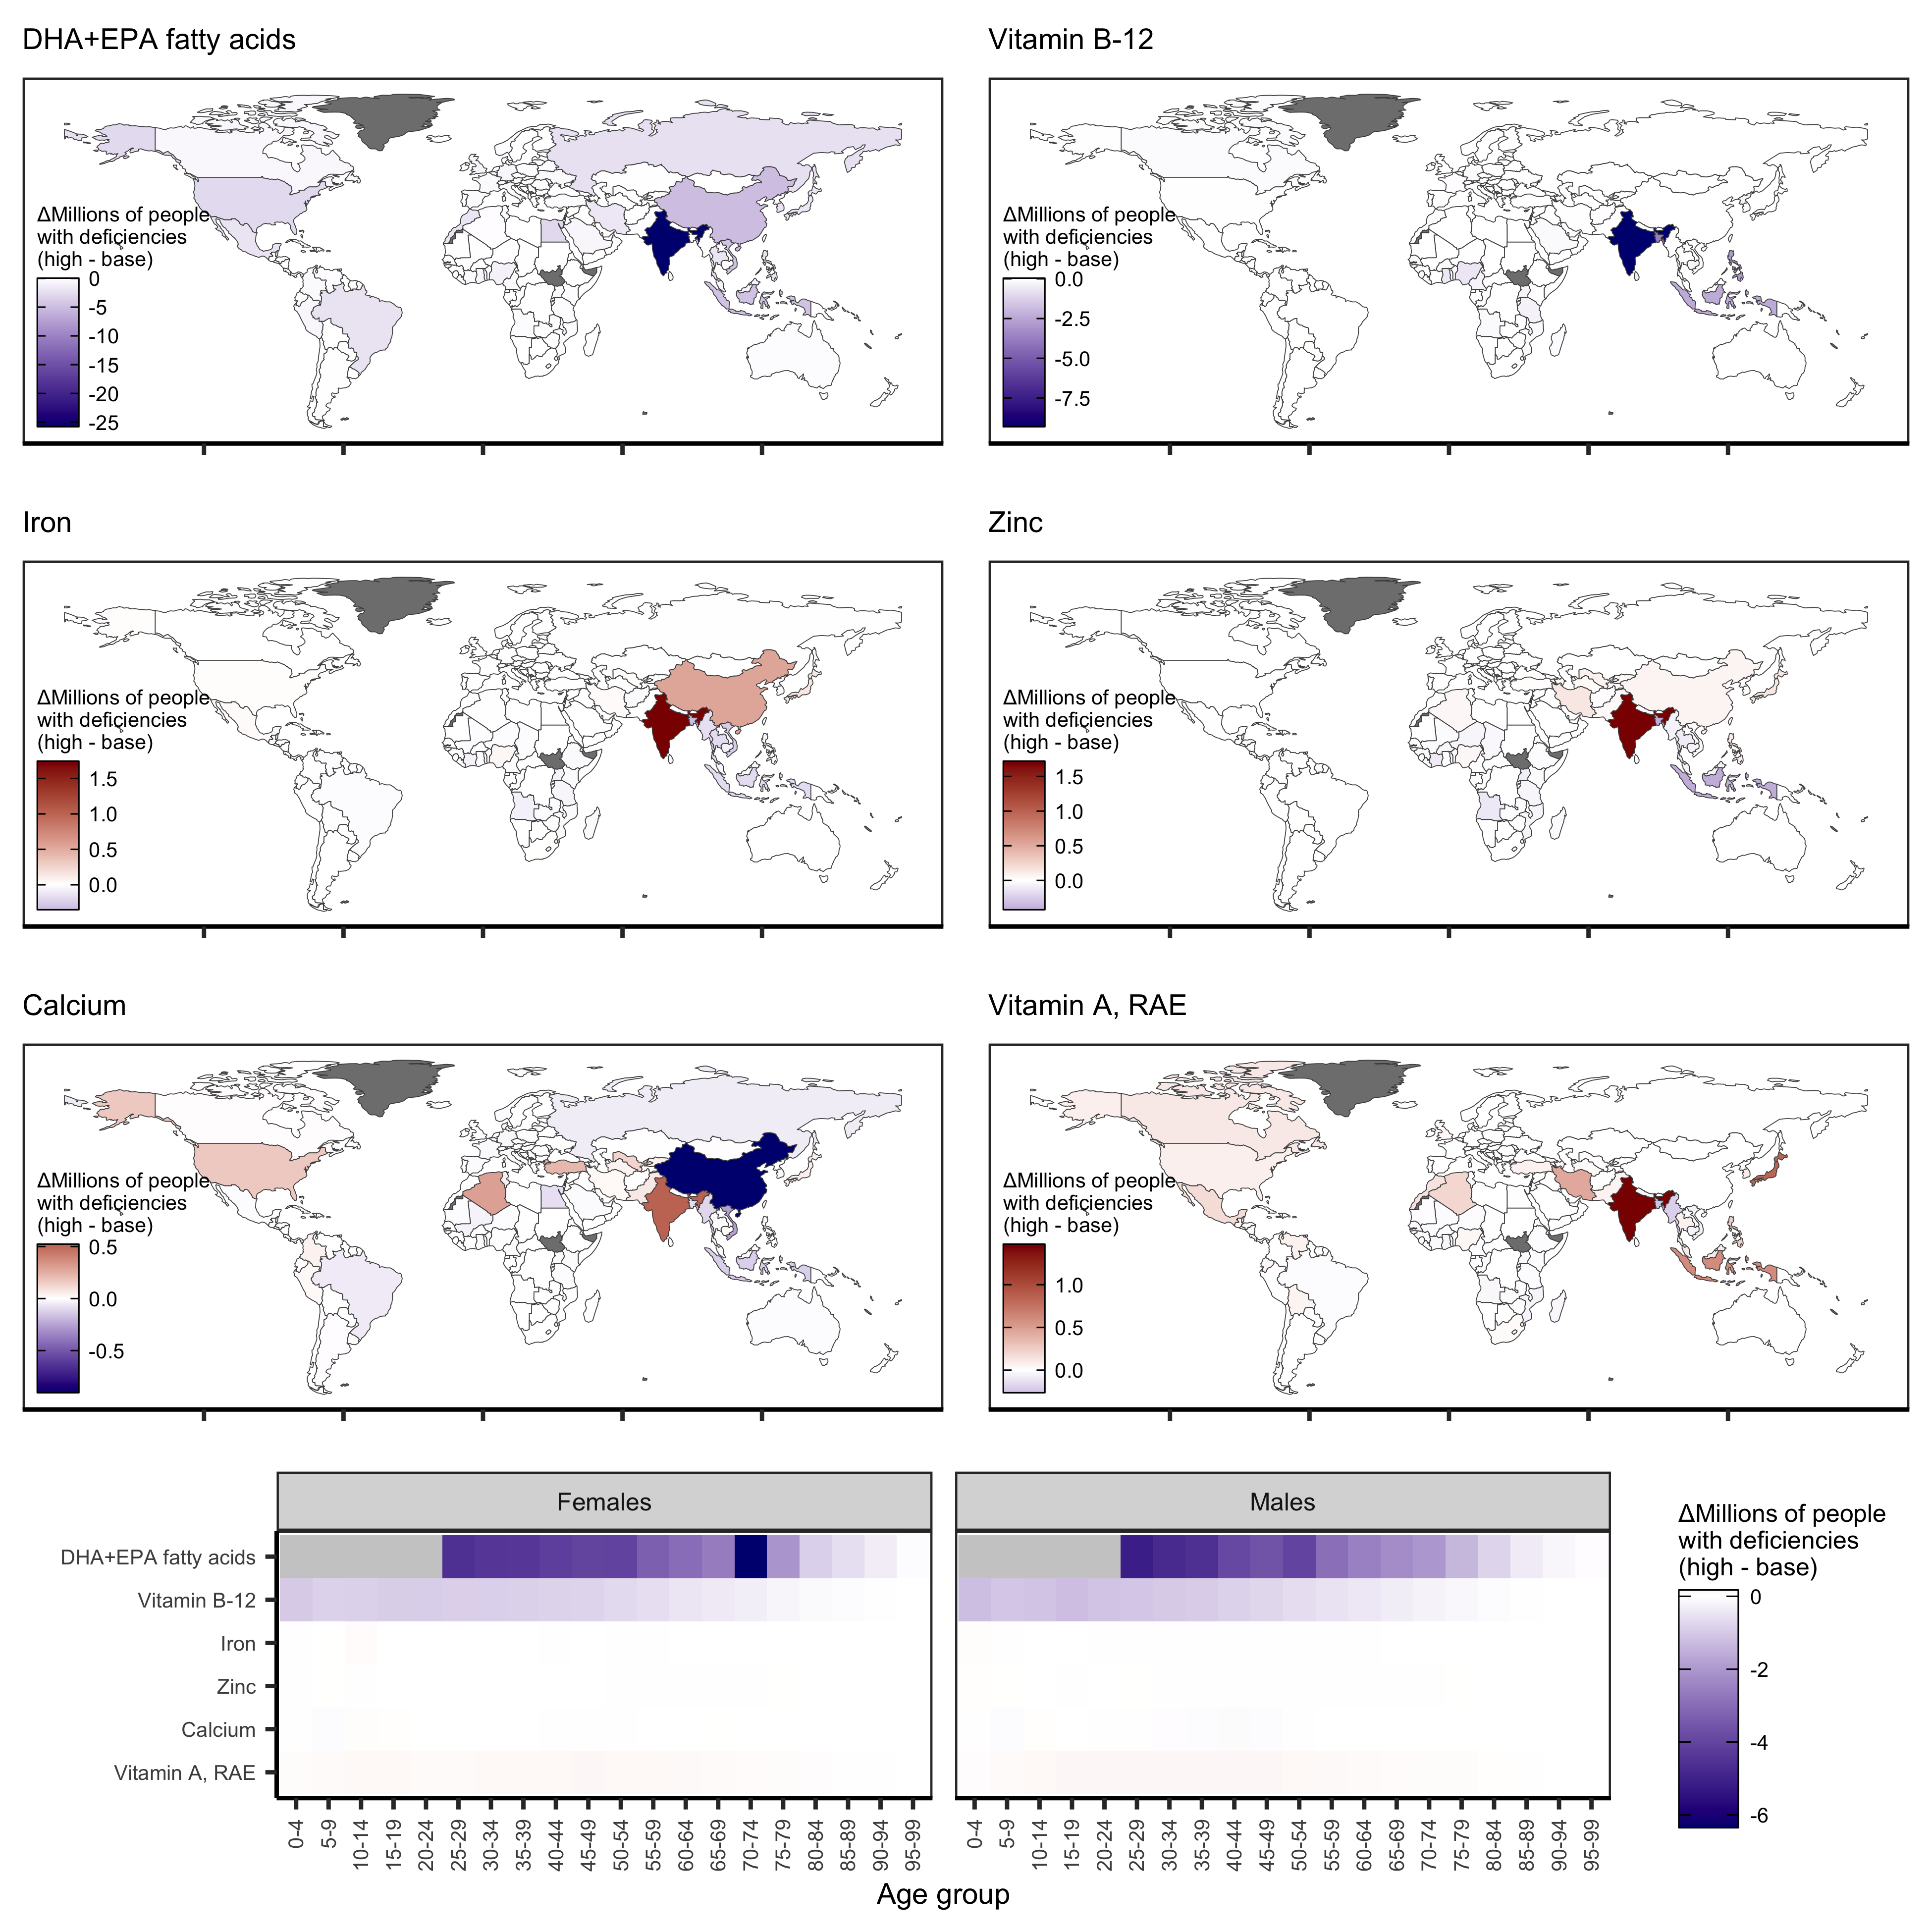 DHA+EPA fatty acids
Vitamin B-12
ΔMillions of people
with deficiencies
(high - base)
0
-5
-10
-15
-20
-25
ΔMillions of people
with deficiencies
(high - base)
0.0
-2.5
-5.0
-7.5
Iron
Zinc
ΔMillions of people
with deficiencies
(high - base)
1.5
1.0
0.5
0.0
ΔMillions of people
with deficiencies
(high - base)
1.5
1.0
0.5
0.0
Calcium
Vitamin A, RAE
ΔMillions of people
with deficiencies
(high - base)
0.5
0.0
-0.5
ΔMillions of people
with deficiencies
(high - base)
1.0
0.5
0.0
Females
Males
DHA+EPA fatty acids
Vitamin B-12
Iron
Zinc
Calcium
Vitamin A, RAE
0-4
5-9
10-14
15-19
20-24
25-29
30-34
35-39
40-44
45-49
50-54
55-59
60-64
65-69
70-74
75-79
80-84
85-89
90-94
95-99
0-4
5-9
10-14
15-19
20-24
25-29
30-34
35-39
40-44
45-49
50-54
55-59
60-64
65-69
70-74
75-79
80-84
85-89
90-94
95-99
Age group
ΔMillions of people
with deficiencies
(high - base)
0
-2
-4
-6